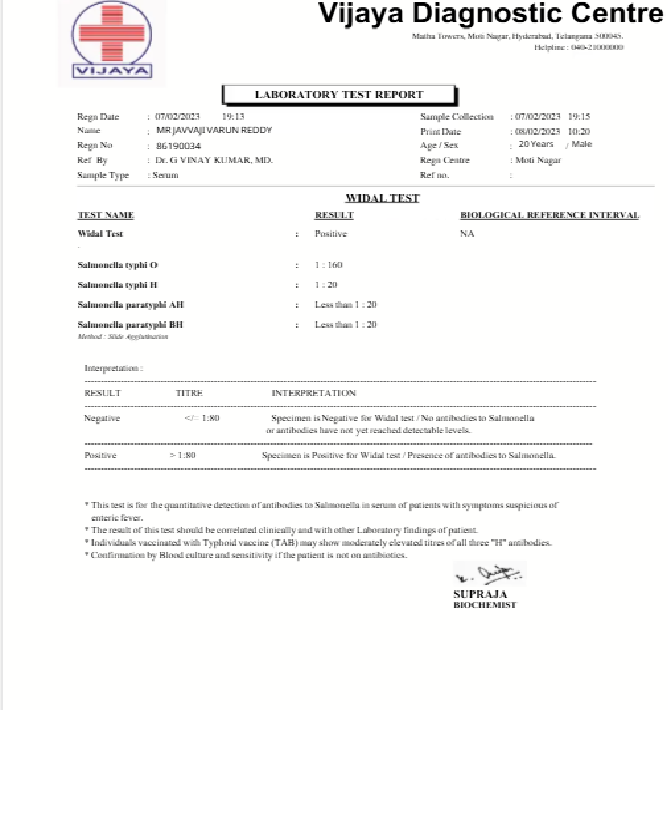 Vijaya Diagnostic Centre
Matha Towers, Moti Nagar, Hyderabad, Telangana 500045.
Helpline : 040-21000000
VIJAYA
LABORATORY TEST REPORT
Regn Date : 07/02/2023 19:13 Sample Collection : 07/02/2023 19:15
Name : MR JAVVAJI VARUN REDDY Print Date : 08/02/2023 10:20
Regn No : 86190034 Age / Sex : 20 Years / Male
Ref By : Dr. G VINAY KUMAR, MD. Regn Centre : Moti Nagar
Sample Type : Serum Ref no. :
WIDAL TEST
TEST NAME RESULT BIOLOGICAL REFERENCE INTERVAL
Widal Test : Positive NA
Salmonella typhi O : 1 : 160
Salmonella typhi H : 1 : 20
Salmonella paratyphi AH : Less than 1 : 20
Salmonella paratyphi BH : Less than 1 : 20
Method : Slide Agglutination
Interpretation :
RESULT TITRE INTERPRETATION
Negative </= 1:80 Specimen is Negative for Widal test / No antibodies to Salmonella
or antibodies have not yet reached detectable levels.
Positive > 1:80 Specimen is Positive for Widal test / Presence of antibodies to Salmonella.
* This test is for the quantitative detection of antibodies to Salmonella in serum of patients with symptoms suspicious of
enteric fever.
* The result of this test should be correlated clinically and with other Laboratory findings of patient.
* Individuals vaccinated with Typhoid vaccine (TAB) may show moderately elevated titres of all three "H" antibodies.
* Confirmation by Blood culture and sensitivity if the patient is not on antibiotics.
SUPRAJA
BIOCHEMIST